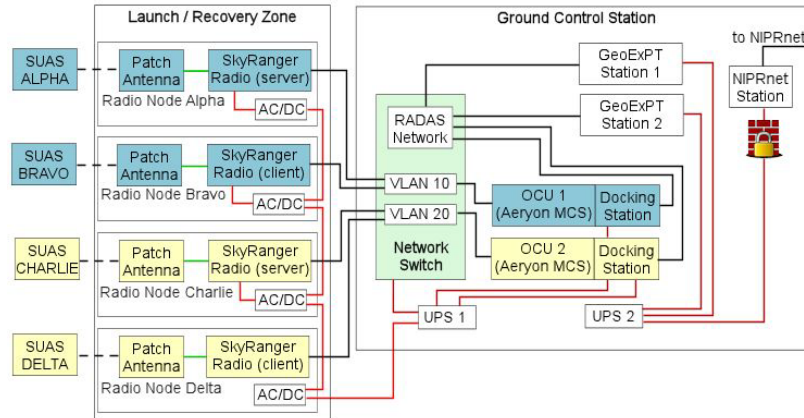 Launch / Recovery Zone
SUAS
ALPHA
Patch
Antenna
SkyRanger
Radio (server)
Radio Node Alpha
AC/DC
SUAS
BRAVO
Patch
Antenna
SkyRanger
Radio (client)
Radio Node Bravo
AC/DC
SUAS
CHARLIE
Patch
Antenna
SkyRanger
Radio (server)
Radio Node Charlie
AC/DC
SUAS
DELTA
Patch
Antenna
SkyRanger
Radio (client)
Radio Node Delta
AC/DC
Ground Control Station
GeoExPT
Station 1
GeoExPT
Station 2
to NIPRnet
NIPRnet
Station
RADAS
Network
VLAN 10
VLAN 20
Network
Switch
OCU 1
(Aeryon MCS)
Docking
Station
OCU 2
(Aeryon MCS)
Docking
Station
UPS 1
UPS 2